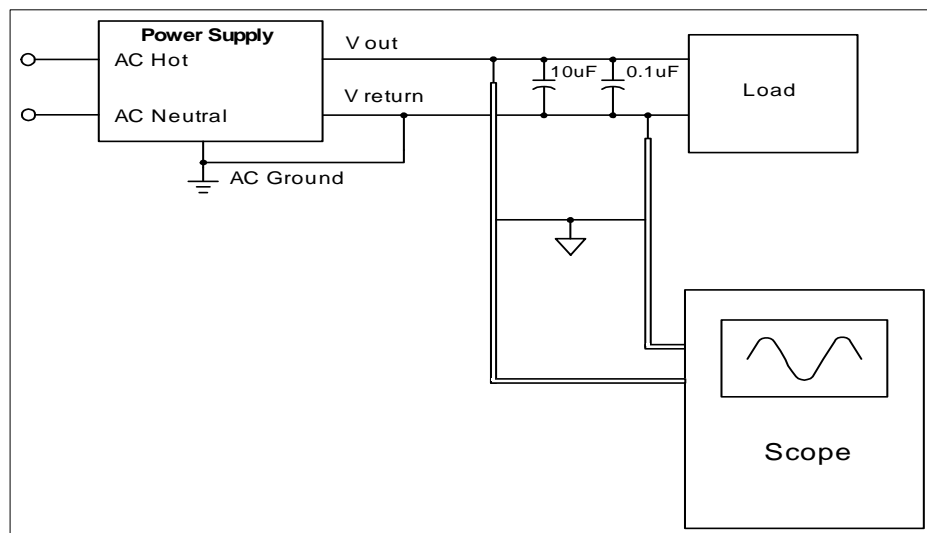 Power Supply
V out
AC Hot
10uF
0.1uF
Load
V return
AC Neutral
AC Ground
Scope